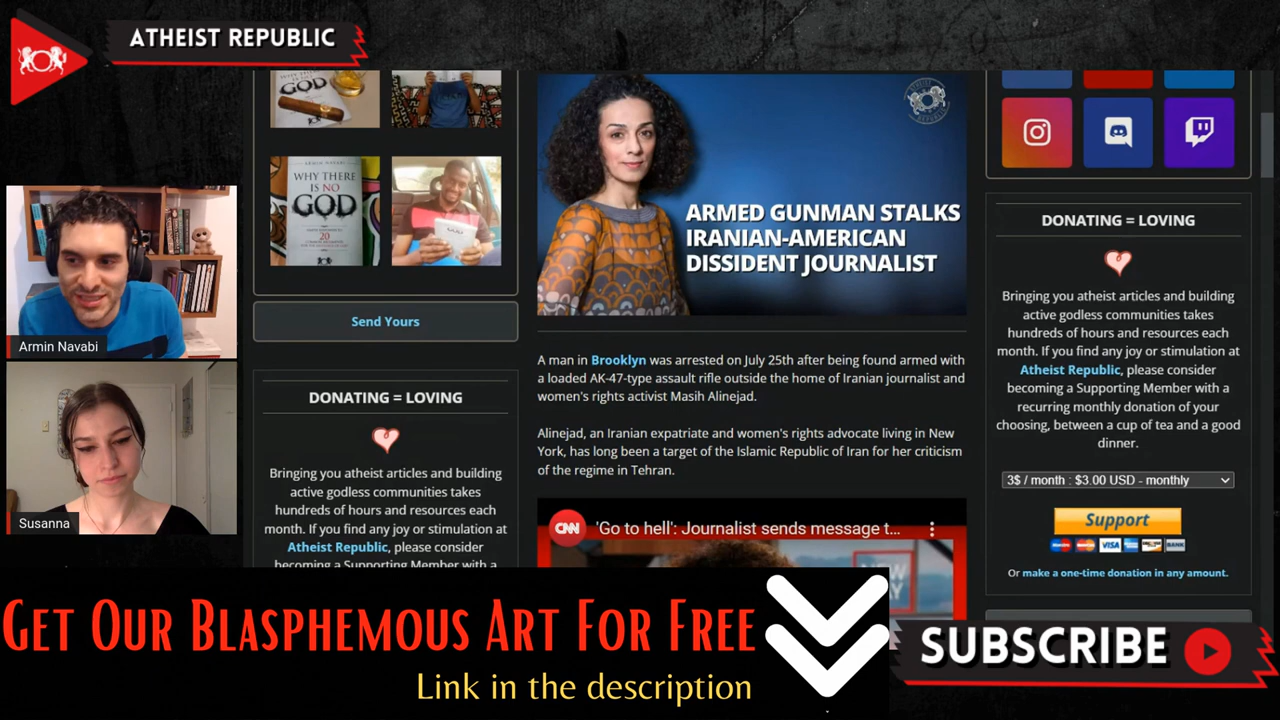 ATHEIST REPUBLIC
GOD
WHY THERE
IS NO
GOD
20
Send Yours
DONATING = LOVING
Bringing you atheist articles and building
active godless communities takes
hundreds of hours and resources each
month. If you find any joy or stimulation at
Atheist Republic, please consider
becoming a Supporting Member with a
ARMED GUNMAN STALKS
IRANIAN-AMERICAN
DISSIDENT JOURNALIST
A man in Brooklyn was arrested on July 25th after being found armed with
a loaded AK-47-type assault rifle outside the home of Iranian journalist and
women's rights activist Masih Alinejad.
Alinejad, an Iranian expatriate and women's rights advocate living in New
York, has long been a target of the Islamic Republic of Iran for her criticism
of the regime in Tehran.
CNN
'Go to hell': Journalist sends message t...
DONATING = LOVING
Bringing you atheist articles and building
active godless communities takes
hundreds of hours and resources each
month. If you find any joy or stimulation at
Atheist Republic, please consider
becoming a Supporting Member with a
recurring monthly donation of your
choosing, between a cup of tea and a good
dinner.
3$ / month : $3.00 USD - monthly
Support
VISA
BANK
Or make a one-time donation in any amount.
Armin Navabi
Susanna
GET OUR BLASPHEMOUS ART FOR FREE
Link in the description
SUBSCRIBE